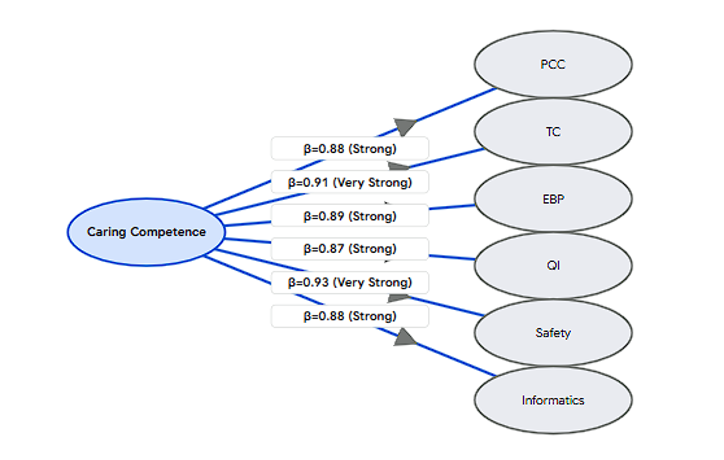 PCC
β=0.88 (Strong)
TC
β=0.91 (Very Strong)
EBP
β=0.89 (Strong)
Caring Competence
β=0.87 (Strong)
QI
β=0.93 (Very Strong)
Safety
β=0.88 (Strong)
Informatics